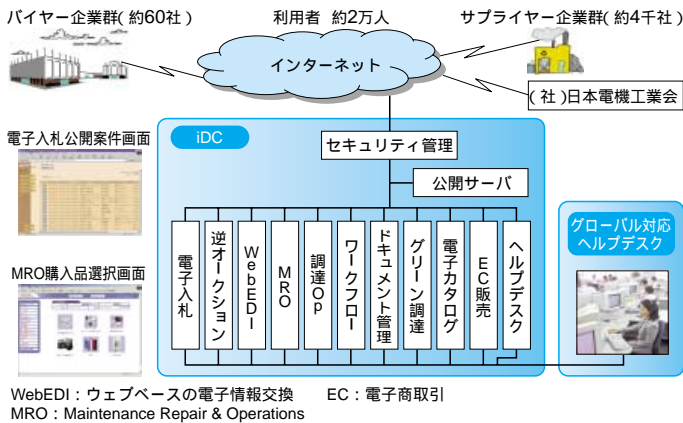 バイヤー企業群(約60社)
利用者 約2万人
サプライヤー企業群(約4千社)
インターネット
(社)日本電機工業会
電子入札公開案件画面
iDC
セキュリティ管理
公開サーバ
グローバル対応
ヘルプデスク
MRO購入品選択画面
電子入札
逆オークション
WebEDI
MRO
調達Op
ワークフロー
ドキュメント管理
グリーン調達
電子カタログ
EC販売
ヘルプデスク
WebEDI:ウェブベースの電子情報交換 EC:電子商取引
MRO:Maintenance Repair & Operations